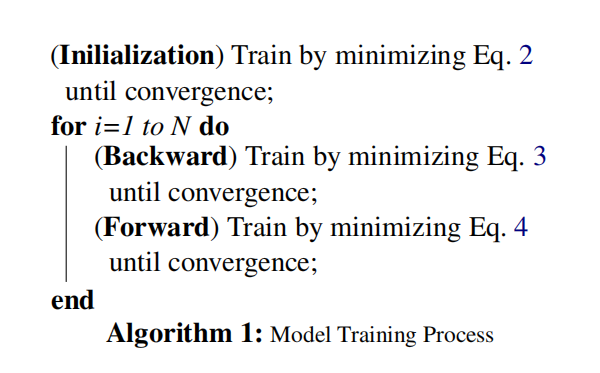 (Inilialization) Train by minimizing Eq. 2
until convergence;
for i=1 to N do
(Backward) Train by minimizing Eq. 3
until convergence;
(Forward) Train by minimizing Eq. 4
until convergence;
end
Algorithm 1: Model Training Process